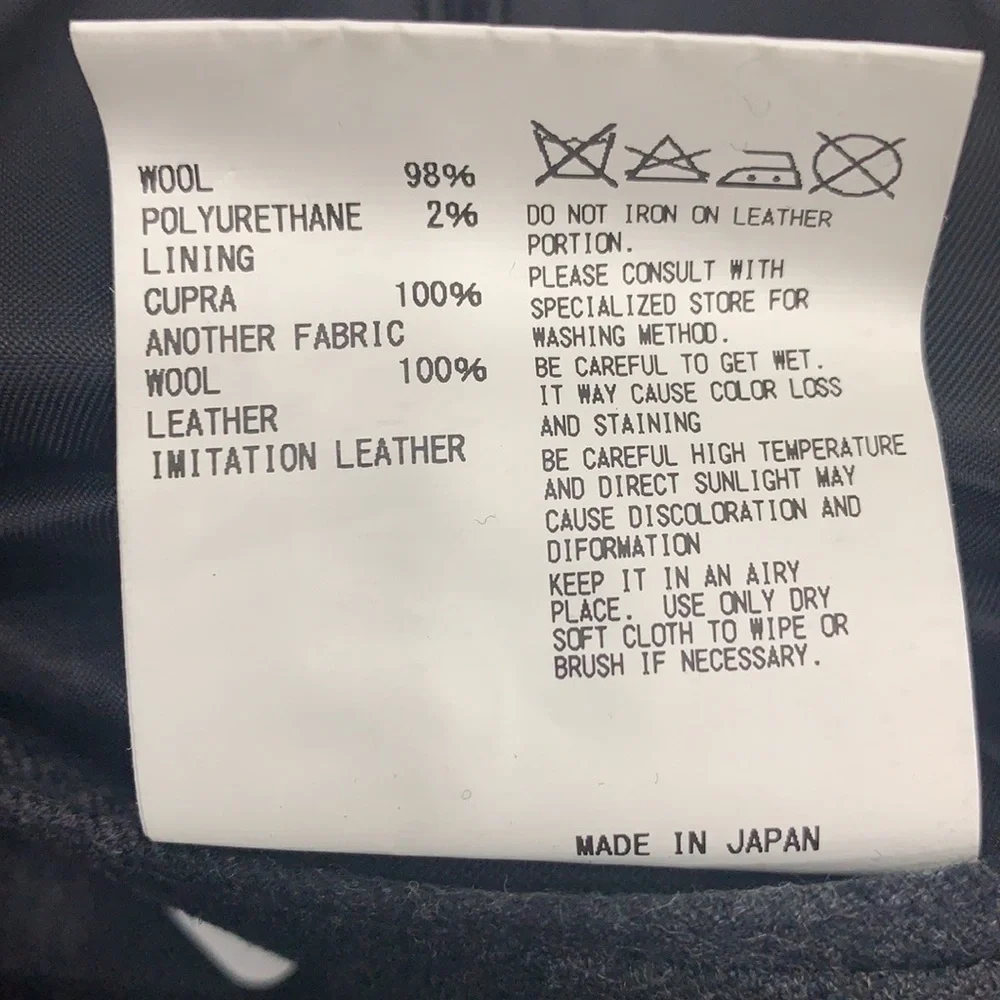 WOOL 98%
POLYURETHANE 2%
LINING
CUPRA 100%
ANOTHER FABRIC
WOOL 100%
LEATHER
IMITATION LEATHER
DO NOT IRON ON LEATHER
PORTION.
PLEASE CONSULT WITH
SPECIALIZED STORE FOR
WASHING METHOD.
BE CAREFUL TO GET WET.
IT WAY CAUSE COLOR LOSS
AND STAINING
BE CAREFUL HIGH TEMPERATURE
AND DIRECT SUNLIGHT MAY
CAUSE DISCOLORATION AND
DIFORMATION
KEEP IT IN AN AIRY
PLACE. USE ONLY DRY
SOFT CLOTH TO WIPE OR
BRUSH IF NECESSARY.
MADE IN JAPAN